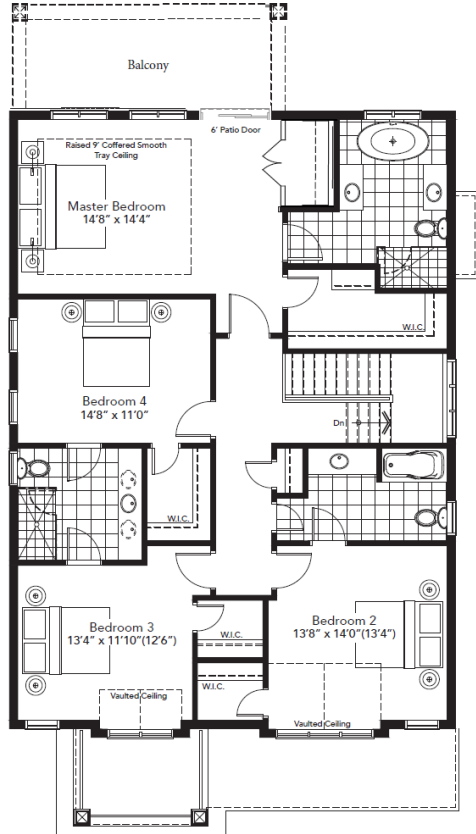 Balcony
6' Patio Door
Raised 9' Coffered Smooth
Tray Ceiling
Master Bedroom
14'8" x 14'4"
W.I.C.
Bedroom 4
14'8" x 11'0"
Dn
W.I.C.
Bedroom 3
13'4" x 11'10"(12'6")
Bedroom 2
13'8" x 14'0"(13'4")
W.I.C.
W.I.C.
Vaulted Ceiling
Vaulted Ceiling